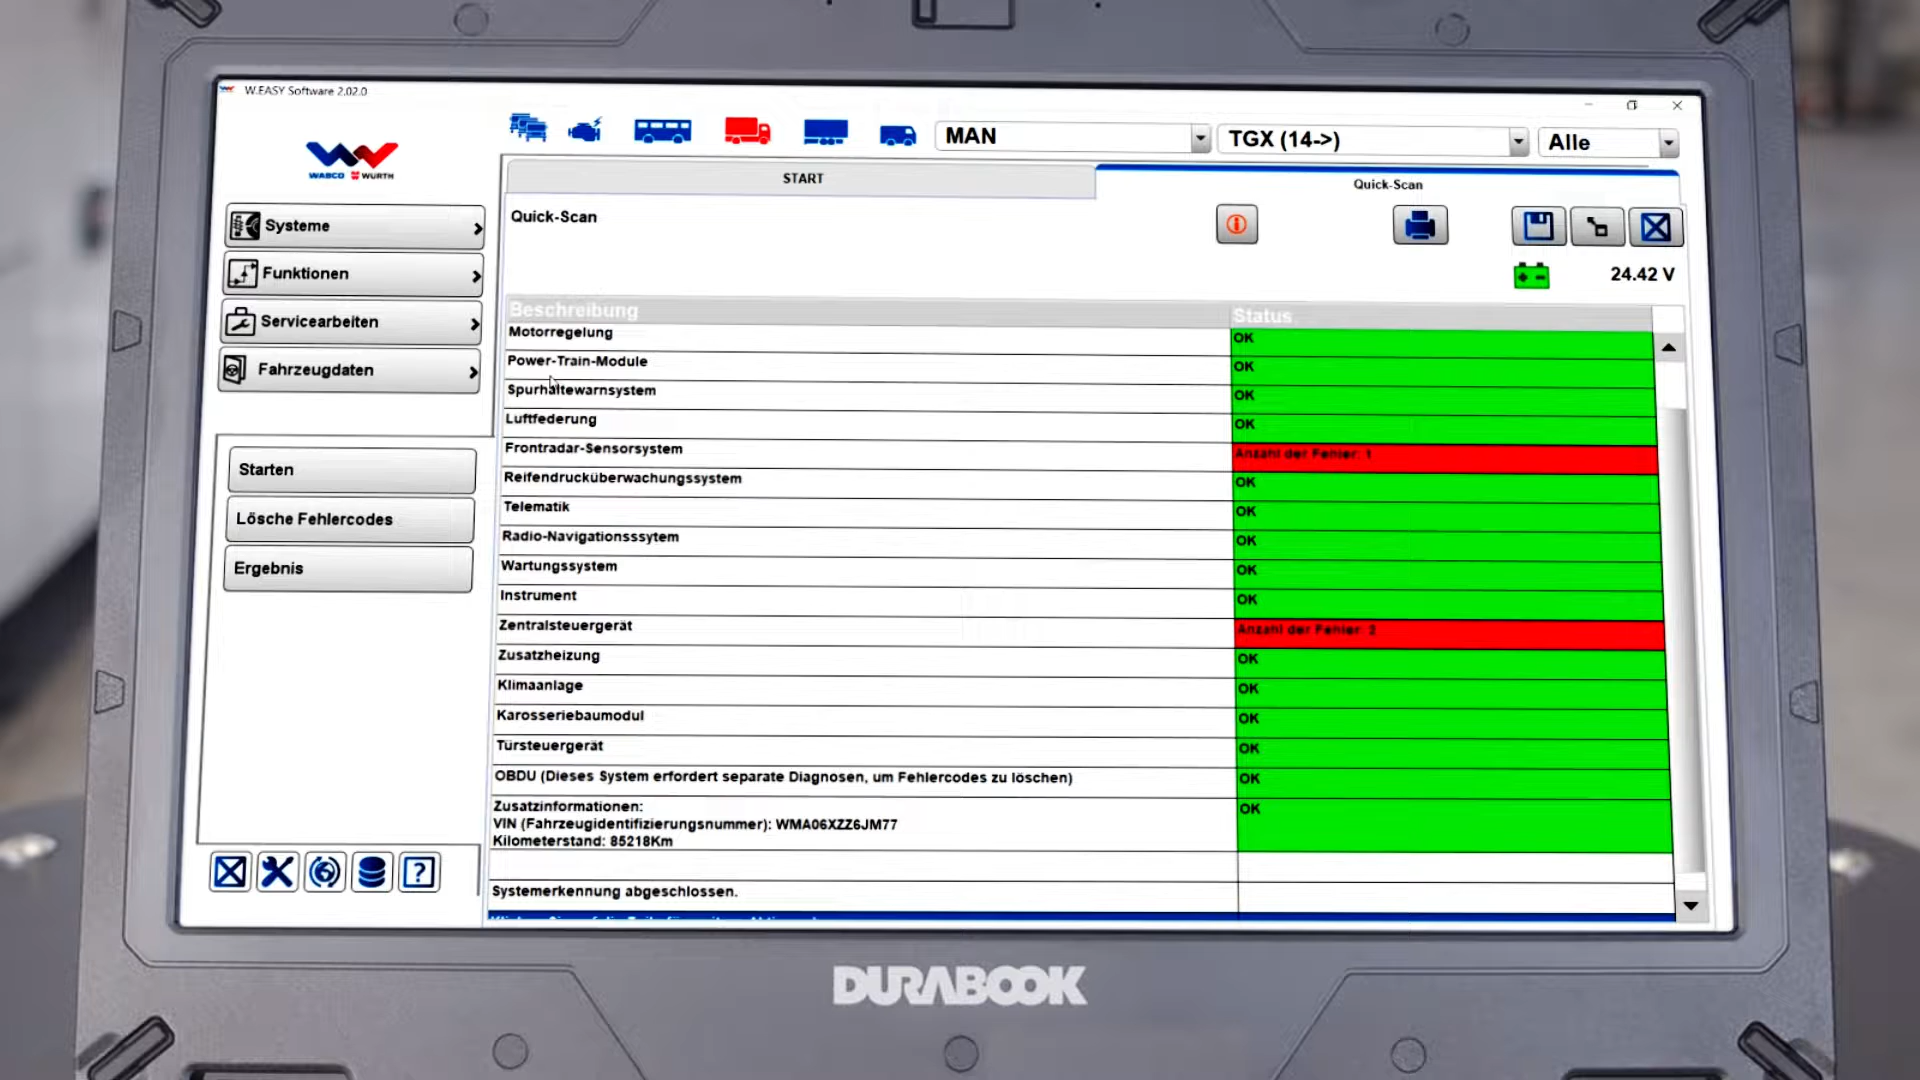 W.EASY Software 2.02.0
WABCO WÜRTH
MAN
TGX (14->)
Alle
START
Quick-Scan
Systeme
Funktionen
Servicearbeiten
Fahrzeugdaten
Starten
Lösche Fehlercodes
Ergebnis
Quick-Scan
24.42 V
Beschreibung Status
Motorregelung OK
Power-Train-Module OK
Spurhaltewarnsystem OK
Luftfederung OK
Frontradar-Sensorsystem Anzahl der Fehler: 1
Reifendrucküberwachungssystem OK
Telematik OK
Radio-Navigationsssytem OK
Wartungssystem OK
Instrument OK
Zentralsteuergerät Anzahl der Fehler: 2
Zusatzheizung OK
Klimaanlage OK
Karosseriebaumodul OK
Türsteuergerät OK
OBDU (Dieses System erfordert separate Diagnosen, um Fehlercodes zu löschen) OK
Zusatzinformationen: OK
VIN (Fahrzeugidentifizierungsnummer): WMA06XZZ6JM77
Kilometerstand: 85218Km
Systemerkennung abgeschlossen.
DURABOOK